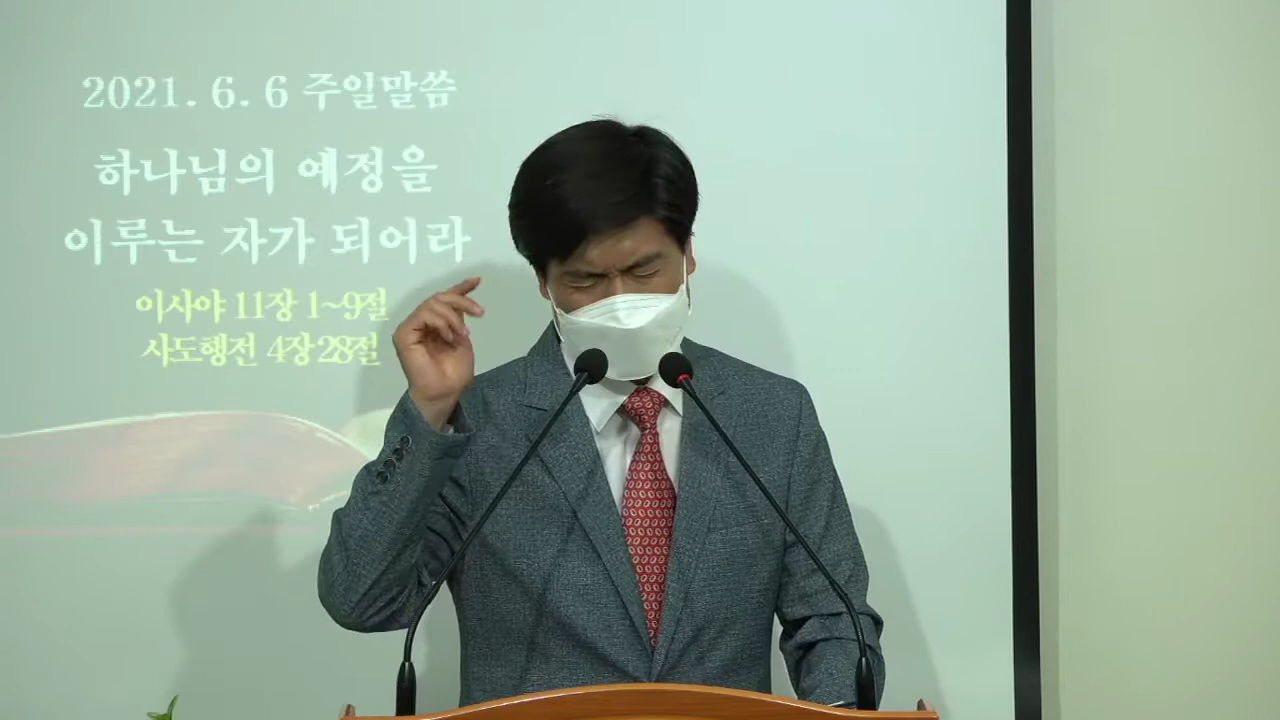 2021. 6. 6 주일말씀
하나님의 예정을
이루는 자가 되어라
이사야 11장 1~9절
사도행전 4장 28절